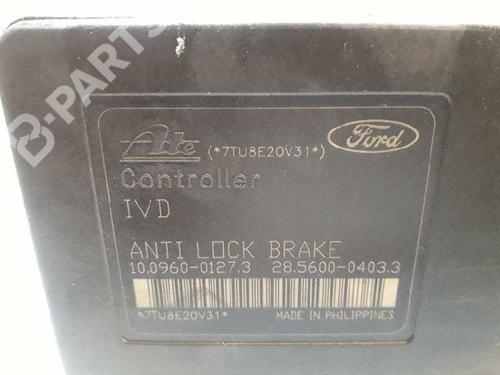 B-PARTS
Ate (*7TU8E20V31*) Ford
Controller
IVD
ANTI LOCK BRAKE
10.0960-0127.3 28.5600-0403.3
*7TU8E20V31* MADE IN PHILIPPINES